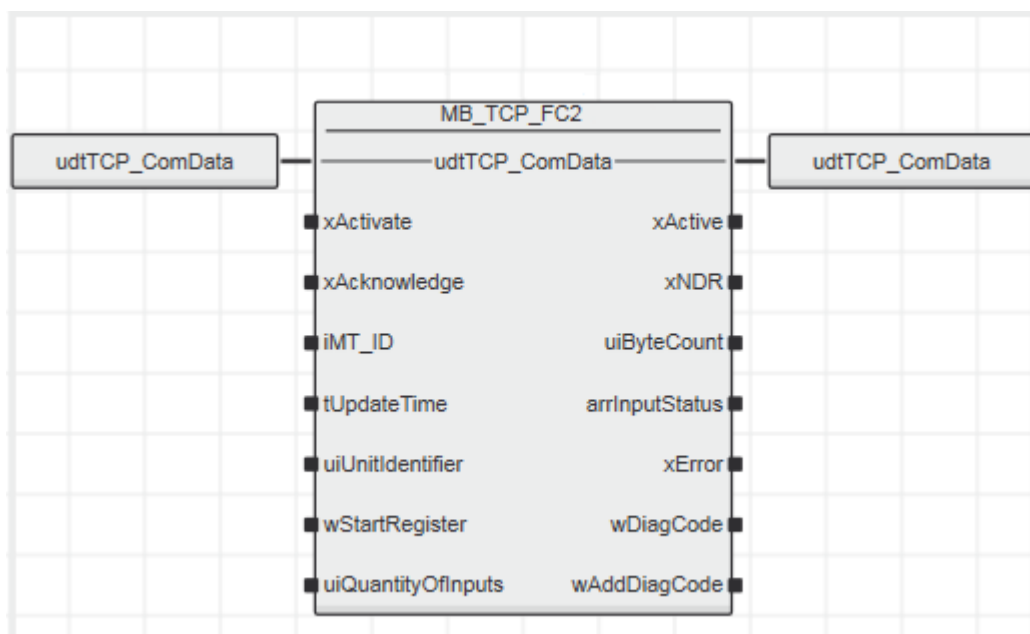 MB_TCP_FC2
udtTCP_ComData udtTCP_ComData udtTCP_ComData
xActivate xActive
xAcknowledge xNDR
iMT_ID uiByteCount
tUpdateTime arrInputStatus
uiUnitIdentifier xError
wStartRegister wDiagCode
uiQuantityOfInputs wAddDiagCode